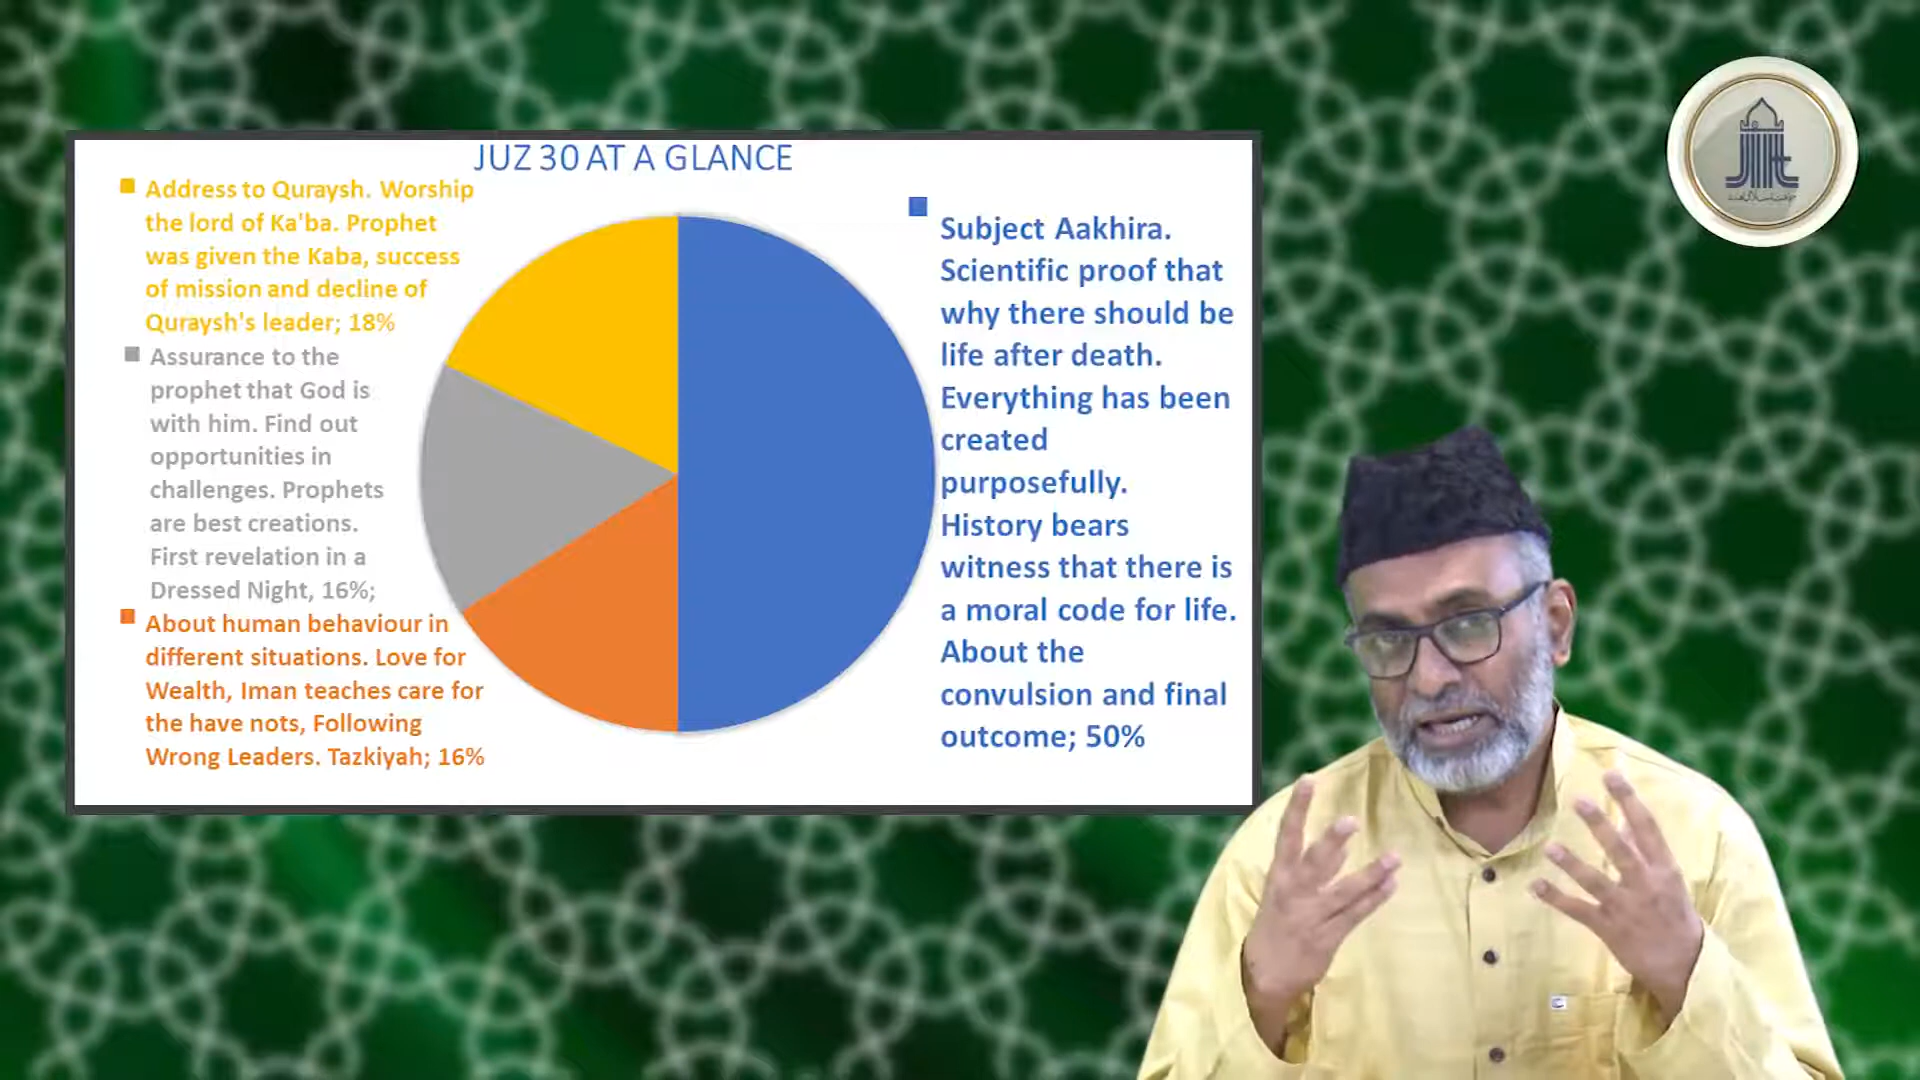 JUZ 30 AT A GLANCE
Address to Quraysh. Worship
the lord of Ka'ba. Prophet
was given the Kaba, success
of mission and decline of
Quraysh's leader; 18%
Assurance to the
prophet that God is
with him. Find out
opportunities in
challenges. Prophets
are best creations.
First revelation in a
Dressed Night, 16%;
About human behaviour in
different situations. Love for
Wealth, Iman teaches care for
the have nots, Following
Wrong Leaders. Tazkiyah; 16%
Subject Aakhira.
Scientific proof that
why there should be
life after death.
Everything has been
created
purposefully.
History bears
witness that there is
a moral code for life.
About the
convulsion and final
outcome; 50%